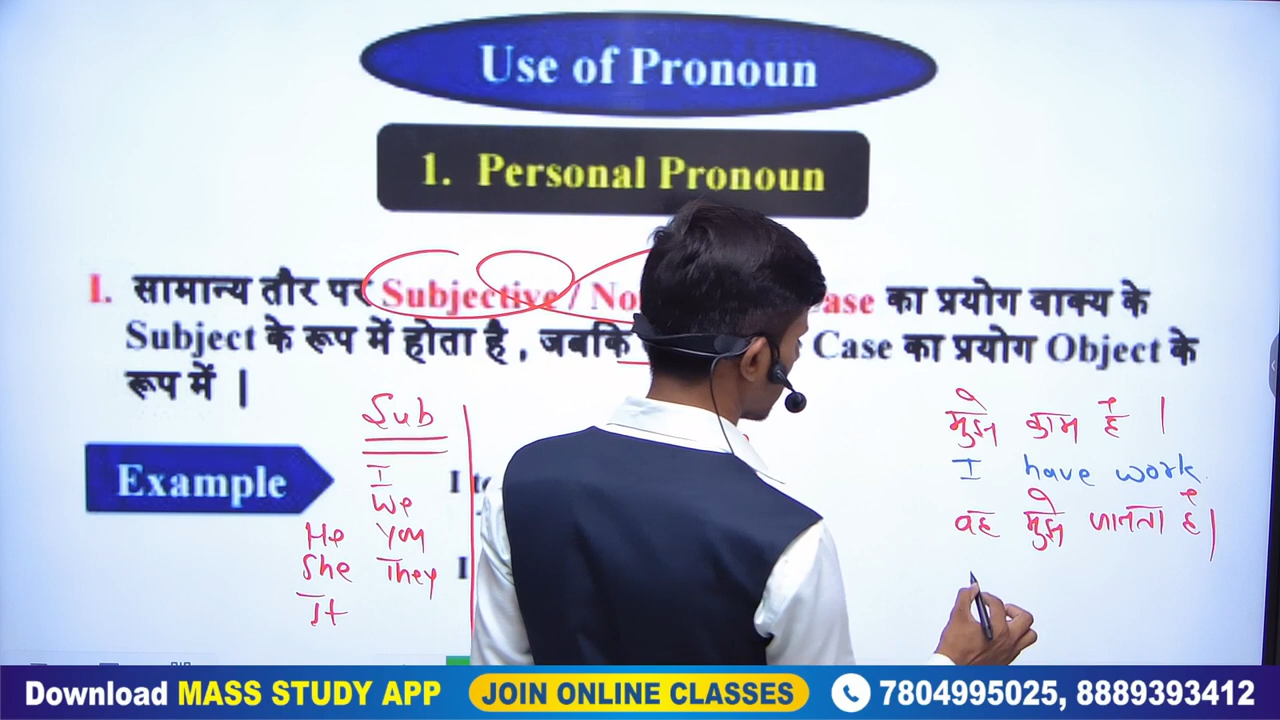 Use of Pronoun
1. Personal Pronoun
I. सामान्य तौर पर Subjective / No ase का प्रयोग वाक्य के
Subject के रूप में होता है , जबकि Case का प्रयोग Object के
रूप में |
Example
Sub
I
We
He You
She They
It
I
I
मुझे काम है |
I have work.
वह मुझे जानता है |
Download MASS STUDY APP JOIN ONLINE CLASSES 7804995025, 8889393412